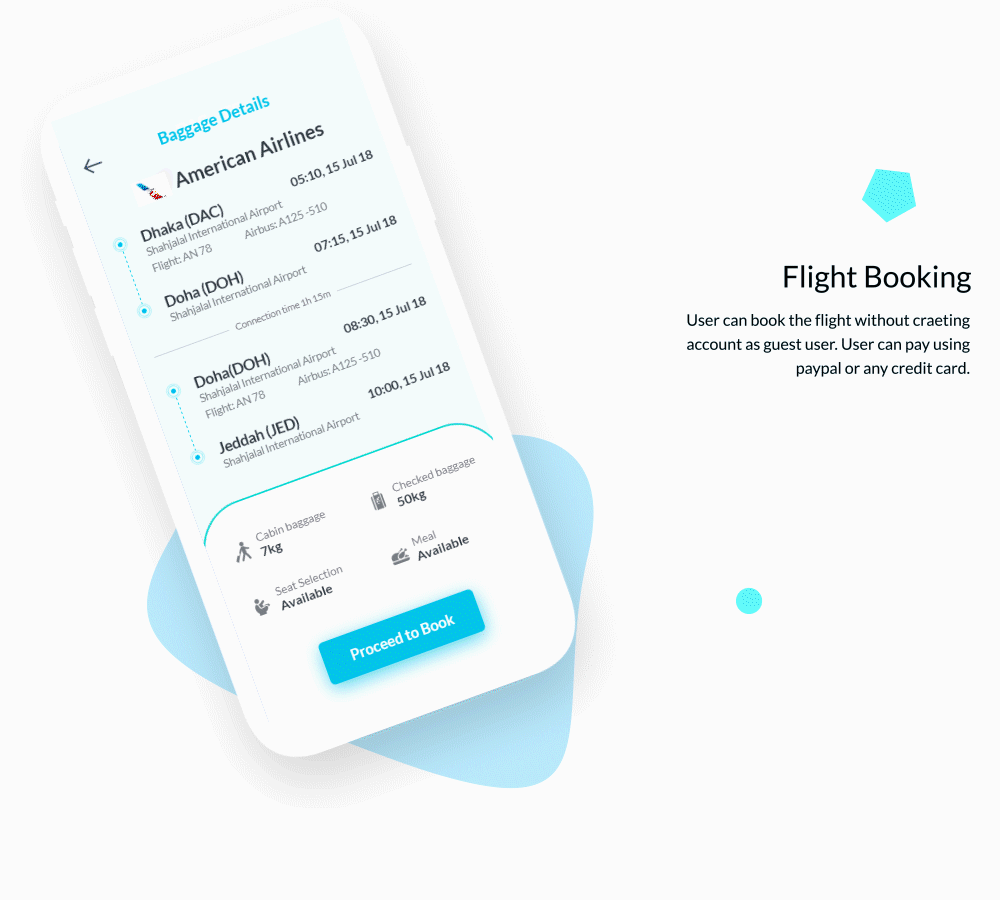 Baggage Details
American Airlines
Dhaka (DAC) 05:10, 15 Jul 18
Shahjalal International Airport
Flight: AN 78 Airbus: A125 -510
Doha (DOH) 07:15, 15 Jul 18
Shahjalal International Airport
Connection time 1h 15m
Doha(DOH) 08:30, 15 Jul 18
Shahjalal International Airport
Flight: AN 78 Airbus: A125 -510
Jeddah (JED) 10:00, 15 Jul 18
Shahjalal International Airport
Cabin baggage
7kg
Checked baggage
50kg
Seat Selection
Available
Meal
Available
Proceed to Book
Flight Booking
User can book the flight without craeting
account as guest user. User can pay using
paypal or any credit card.